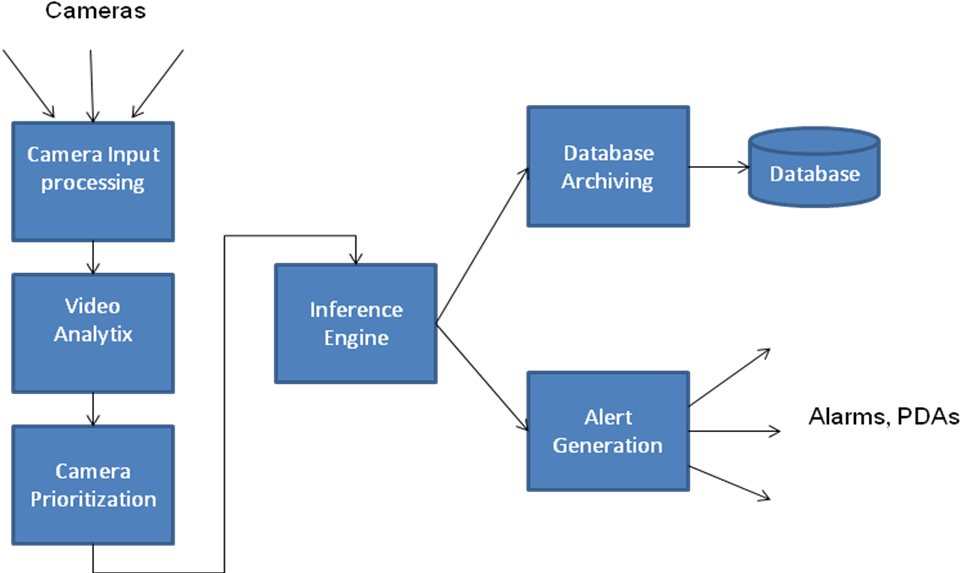 Cameras
Camera Input
processing
Video
Analytix
Camera
Prioritization
Inference
Engine
Database
Archiving
Database
Alert
Generation
Alarms, PDAs